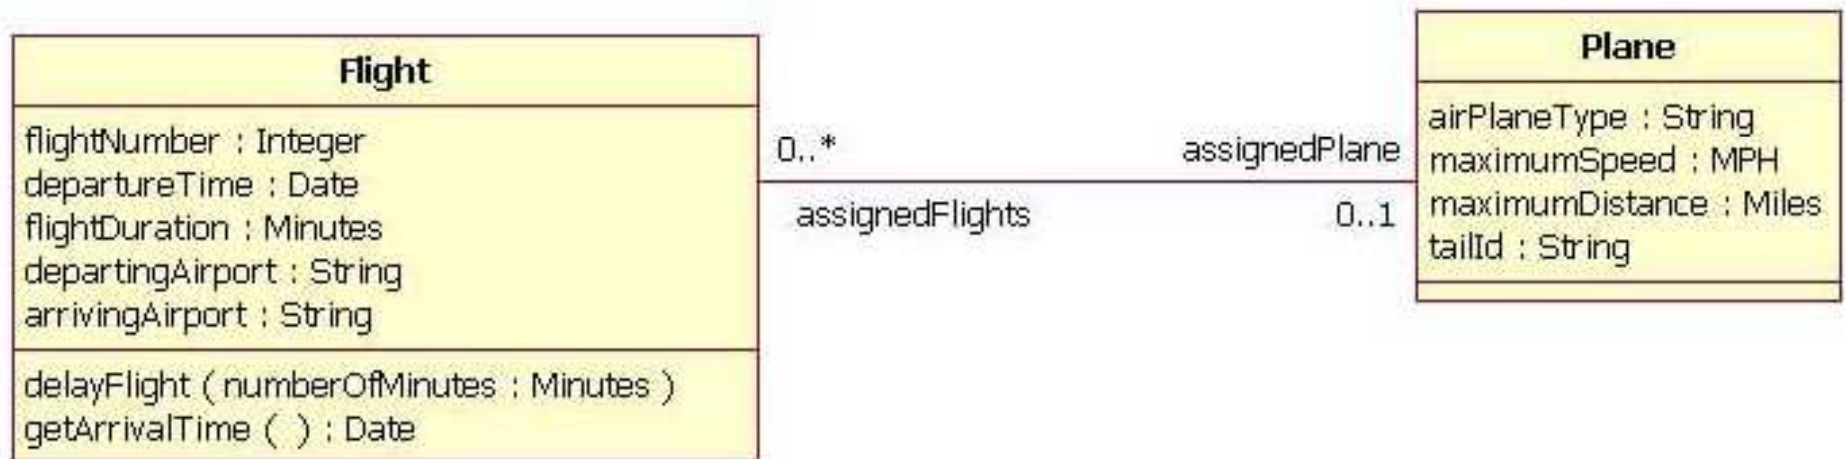 Flight
flightNumber : Integer
departureTime : Date
flightDuration : Minutes
departingAirport : String
arrivingAirport : String
delayFlight ( numberOfMinutes : Minutes )
getArrivalTime ( ) : Date
0..*
assignedFlights
assignedPlane
0..1
Plane
airPlaneType : String
maximumSpeed : MPH
maximumDistance : Miles
tailId : String